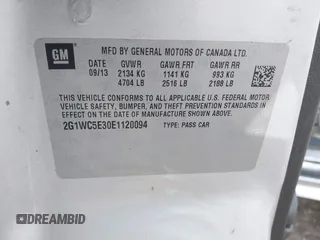 GM
MFD BY GENERAL MOTORS OF CANADA LTD.
DATE GVWR GAWR FRT GAWR RR
09/13 2134 KG 1141 KG 993 KG
4704 LB 2516 LB 2188 LB
THIS VEHICLE CONFORMS TO ALL APPLICABLE U.S. FEDERAL MOTOR
VEHICLE SAFETY, BUMPER, AND THEFT PREVENTION STANDARDS
IN EFFECT ON THE DATE OF MANUFACTURE SHOWN ABOVE.
2G1WC5E30E1120094 TYPE: PASS CAR
DREAMBID